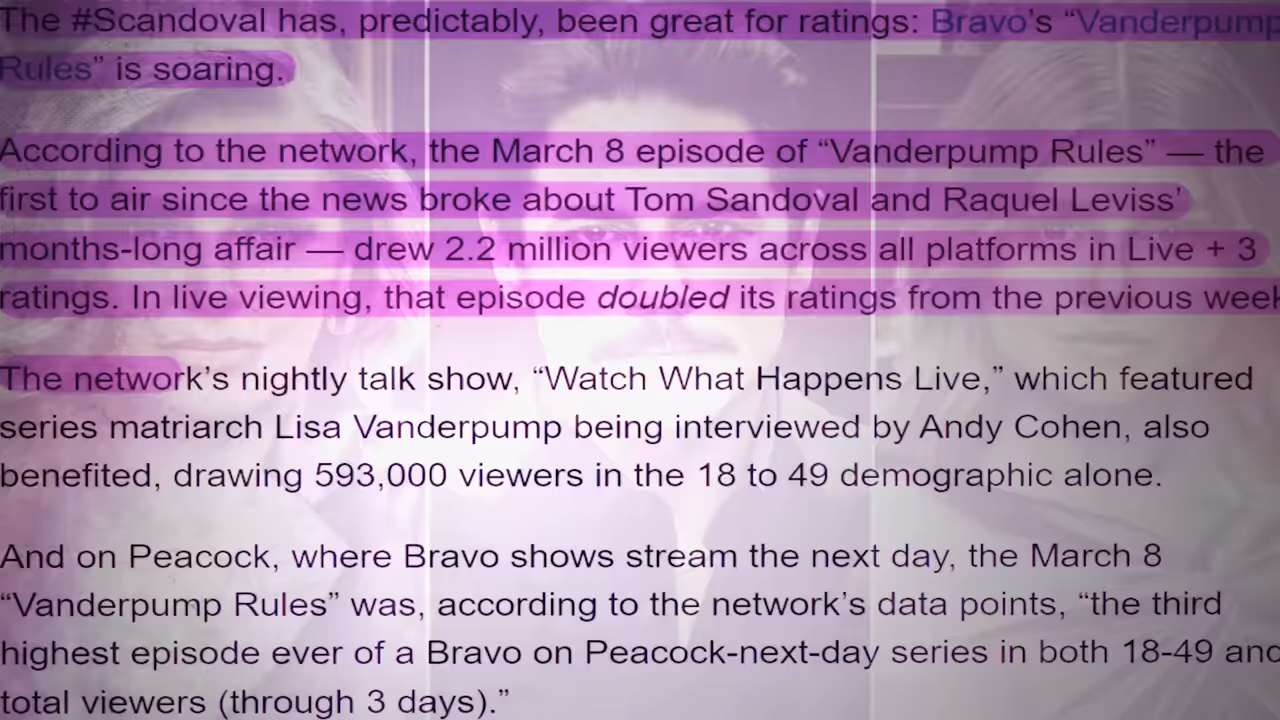 The #Scandoval has, predictably, been great for ratings: Bravo’s “Vanderpump
Rules” is soaring.
According to the network, the March 8 episode of “Vanderpump Rules” — the
first to air since the news broke about Tom Sandoval and Raquel Leviss’
months-long affair — drew 2.2 million viewers across all platforms in Live + 3
ratings. In live viewing, that episode doubled its ratings from the previous week
The network’s nightly talk show, “Watch What Happens Live,” which featured
series matriarch Lisa Vanderpump being interviewed by Andy Cohen, also
benefited, drawing 593,000 viewers in the 18 to 49 demographic alone.
And on Peacock, where Bravo shows stream the next day, the March 8
“Vanderpump Rules” was, according to the network’s data points, “the third
highest episode ever of a Bravo on Peacock-next-day series in both 18-49 and
total viewers (through 3 days).”